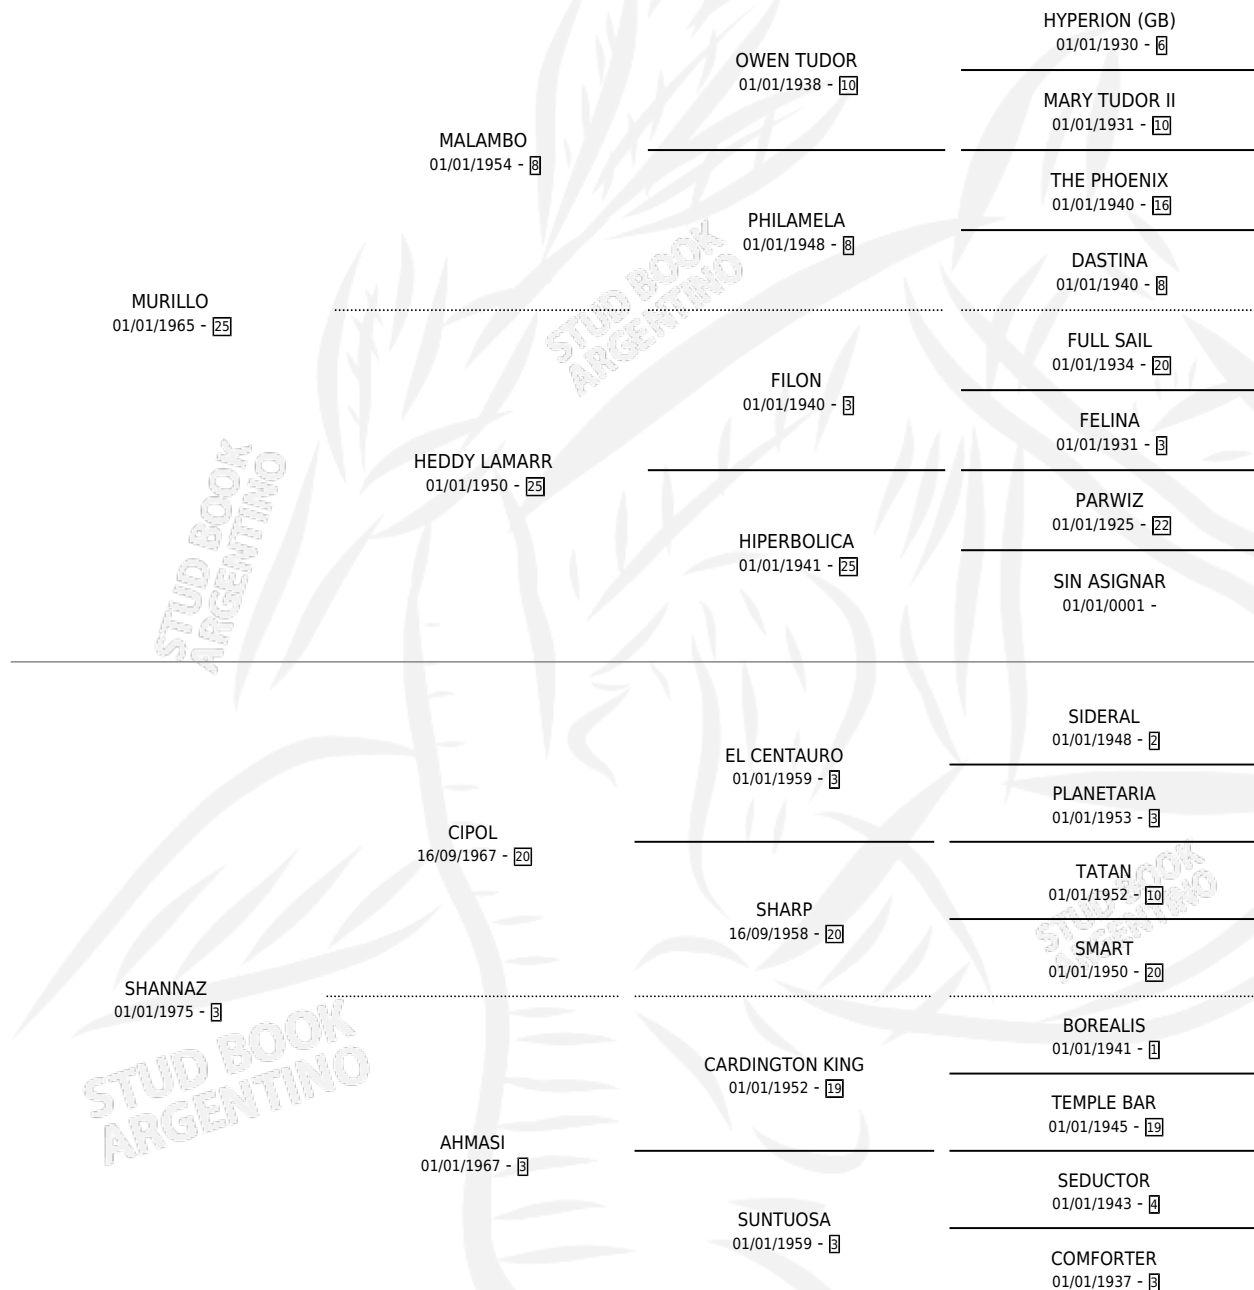 HYPERION (GB)
01/01/1930 - 6
OWEN TUDOR
01/01/1938 - 10
MARY TUDOR II
01/01/1931 - 10
MALAMBO
01/01/1954 - 8
THE PHOENIX
01/01/1940 - 16
PHILAMELA
01/01/1948 - 8
DASTINA
01/01/1940 - 8
MURILLO
01/01/1965 - 25
FULL SAIL
01/01/1934 - 20
FILON
01/01/1940 - 3
FELINA
01/01/1931 - 3
HEDDY LAMARR
01/01/1950 - 25
PARWIZ
01/01/1925 - 22
HIPERBOLICA
01/01/1941 - 25
SIN ASIGNAR
01/01/0001 -
SIDERAL
01/01/1948 - 2
EL CENTAURO
01/01/1959 - 3
PLANETARIA
01/01/1953 - 3
CIPOL
16/09/1967 - 20
TATAN
01/01/1952 - 10
SHARP
16/09/1958 - 20
SMART
01/01/1950 - 20
SHANNAZ
01/01/1975 - 3
BOREALIS
01/01/1941 - 1
CARDINGTON KING
01/01/1952 - 19
TEMPLE BAR
01/01/1945 - 19
AHMASI
01/01/1967 - 3
SEDUCTOR
01/01/1943 - 4
SUNTUOSA
01/01/1959 - 3
COMFORTER
01/01/1937 - 3
STUD BOOK
ARGENTINO
STUD BOOK
ARGENTINO
STUD BOOK
ARGENTINO
STUD BOOK
ARGENTINO